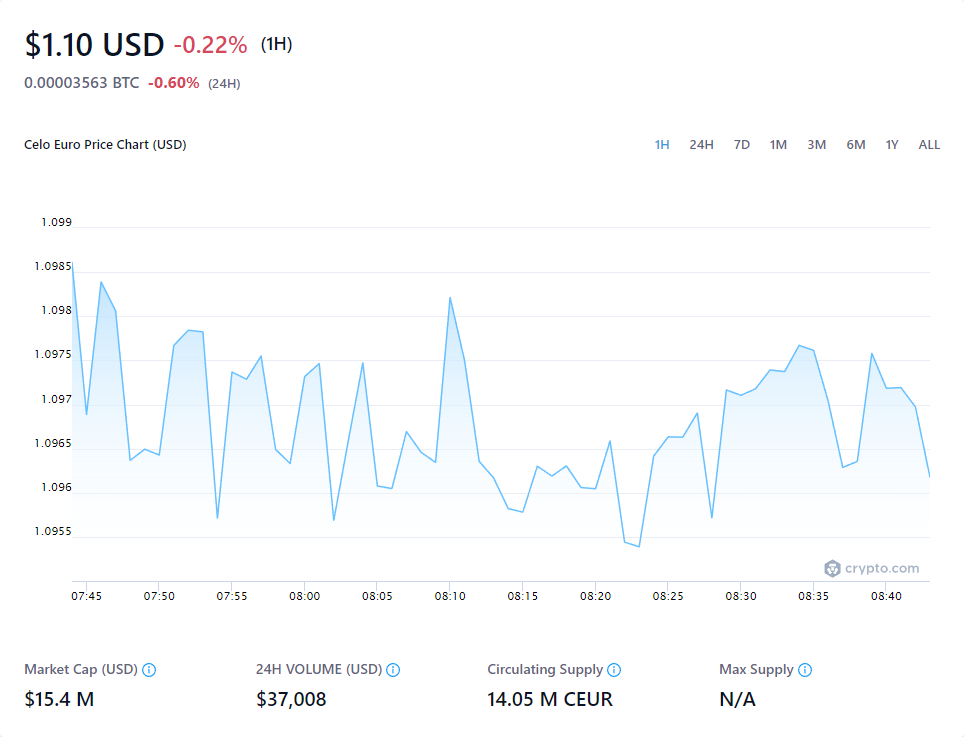 $1.10 USD -0.22% (1H)
0.00003563 BTC -0.60% (24H)
Celo Euro Price Chart (USD) 1H 24H 7D 1M 3M 6M 1Y ALL
1.099
1.0985
1.098
1.0975
1.097
1.0965
1.096
1.0955
crypto.com
07:45 07:50 07:55 08:00 08:05 08:10 08:15 08:20 08:25 08:30 08:35 08:40
Market Cap (USD) 24H VOLUME (USD) Circulating Supply Max Supply
$15.4 M $37,008 14.05 M CEUR N/A